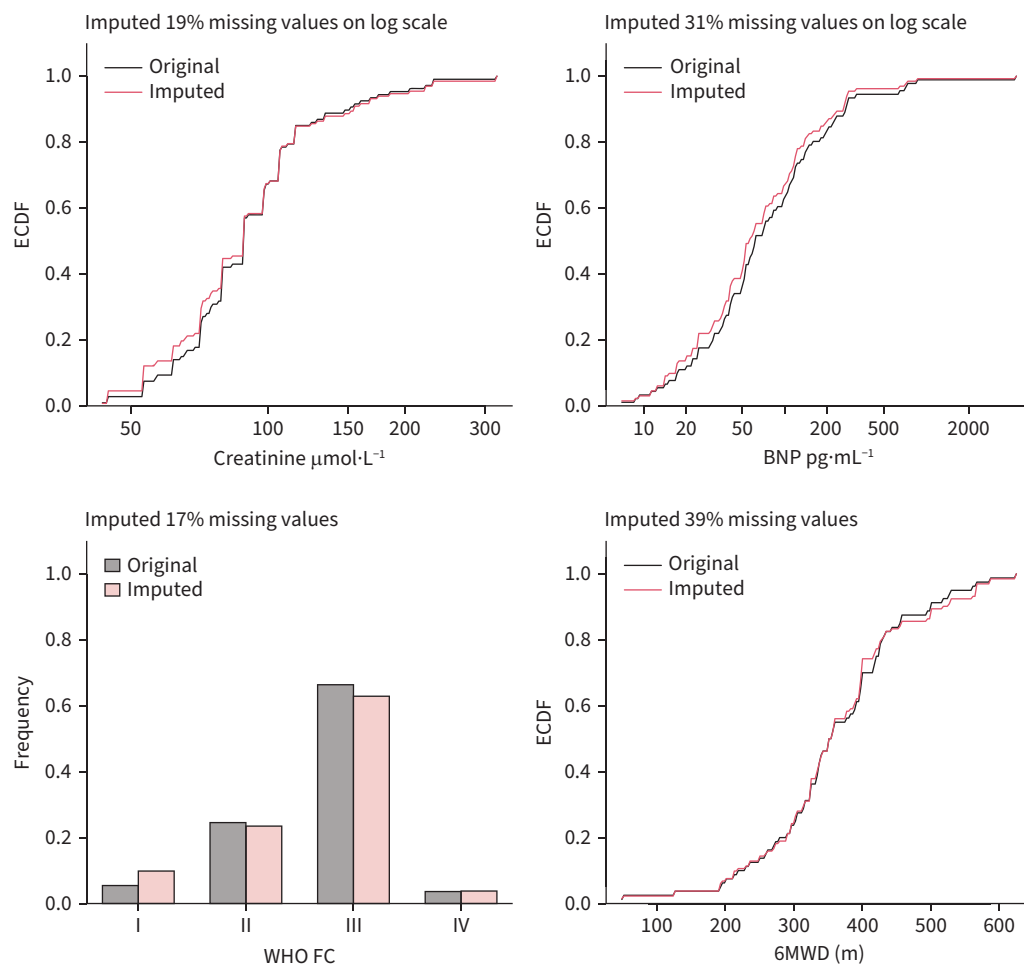 Imputed 19% missing values on log scale
Original
Imputed
1.0
0.8
0.6
0.4
0.2
0.0
ECDF
50 100 150 200 300
Creatinine μmol·L⁻¹
Imputed 31% missing values on log scale
Original
Imputed
1.0
0.8
0.6
0.4
0.2
0.0
ECDF
10 20 50 200 500 2000
BNP pg·mL⁻¹
Imputed 17% missing values
Original
Imputed
1.0
0.8
0.6
0.4
0.2
0.0
Frequency
I II III IV
WHO FC
Imputed 39% missing values
Original
Imputed
1.0
0.8
0.6
0.4
0.2
0.0
ECDF
100 200 300 400 500 600
6MWD (m)